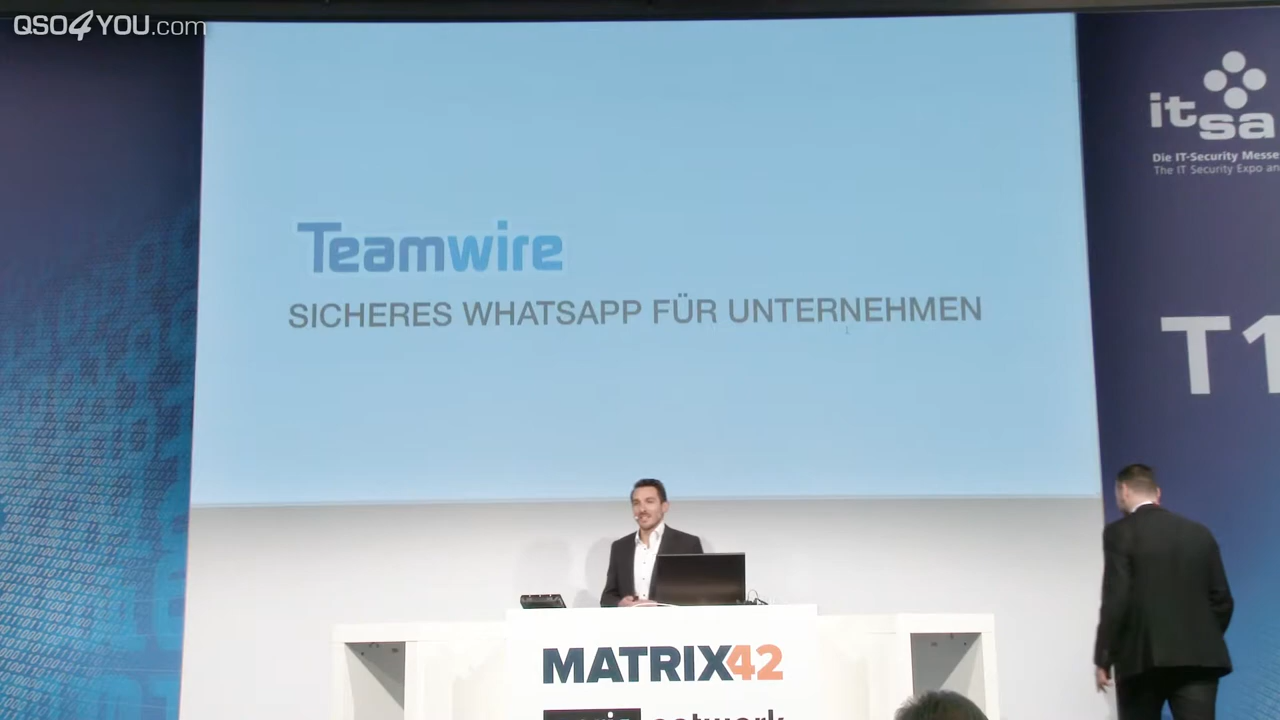 QSO4YOU.com
itsa
Die IT-Security Messe
The IT Security Expo an
Teamwire
SICHERES WHATSAPP FÜR UNTERNEHMEN
T1
MATRIX42
network